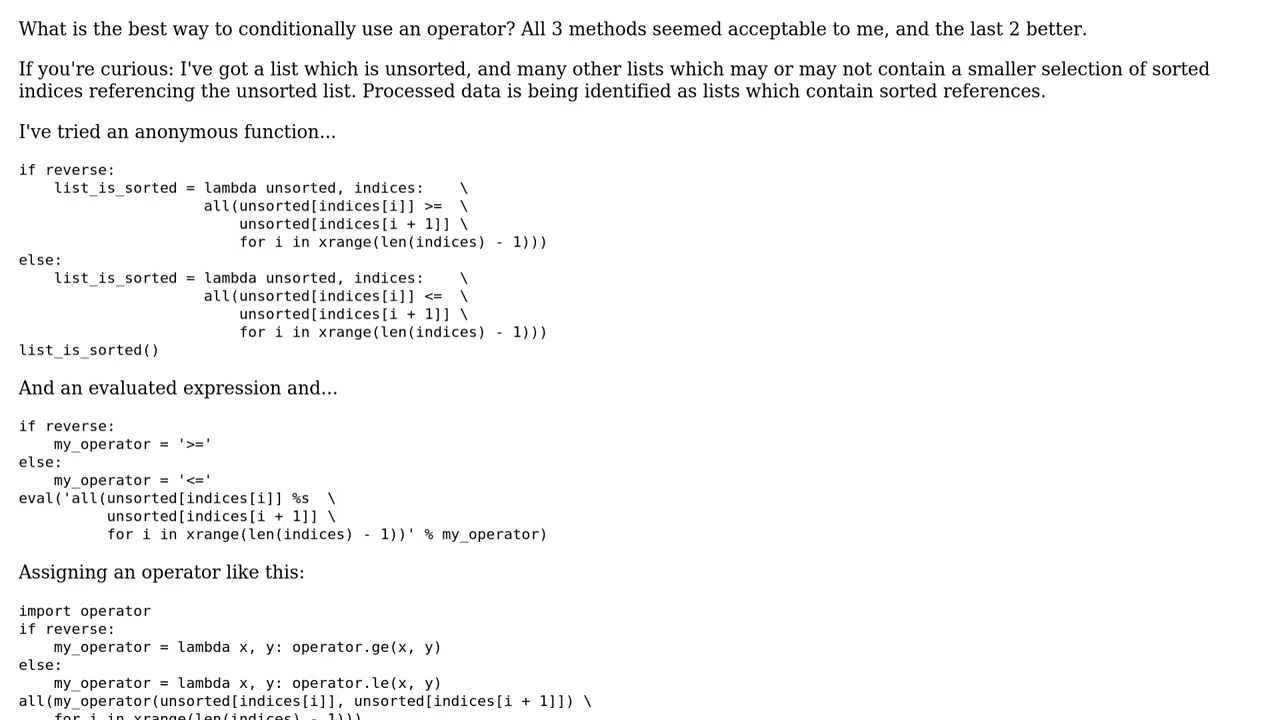 What is the best way to conditionally use an operator? All 3 methods seemed acceptable to me, and the last 2 better.
If you're curious: I've got a list which is unsorted, and many other lists which may or may not contain a smaller selection of sorted
indices referencing the unsorted list. Processed data is being identified as lists which contain sorted references.
I've tried an anonymous function...
if reverse:
    list_is_sorted = lambda unsorted, indices:    \
                     all(unsorted[indices[i]] >=  \
                         unsorted[indices[i + 1]] \
                         for i in xrange(len(indices) - 1)))
else:
    list_is_sorted = lambda unsorted, indices:    \
                     all(unsorted[indices[i]] <=  \
                         unsorted[indices[i + 1]] \
                         for i in xrange(len(indices) - 1)))
list_is_sorted()
And an evaluated expression and...
if reverse:
    my_operator = '>='
else:
    my_operator = '<='
eval('all(unsorted[indices[i]] %s  \
          unsorted[indices[i + 1]] \
          for i in xrange(len(indices) - 1))' % my_operator)
Assigning an operator like this:
import operator
if reverse:
    my_operator = lambda x, y: operator.ge(x, y)
else:
    my_operator = lambda x, y: operator.le(x, y)
all(my_operator(unsorted[indices[i]], unsorted[indices[i + 1]]) \
    for i in xrange(len(indices) - 1)))